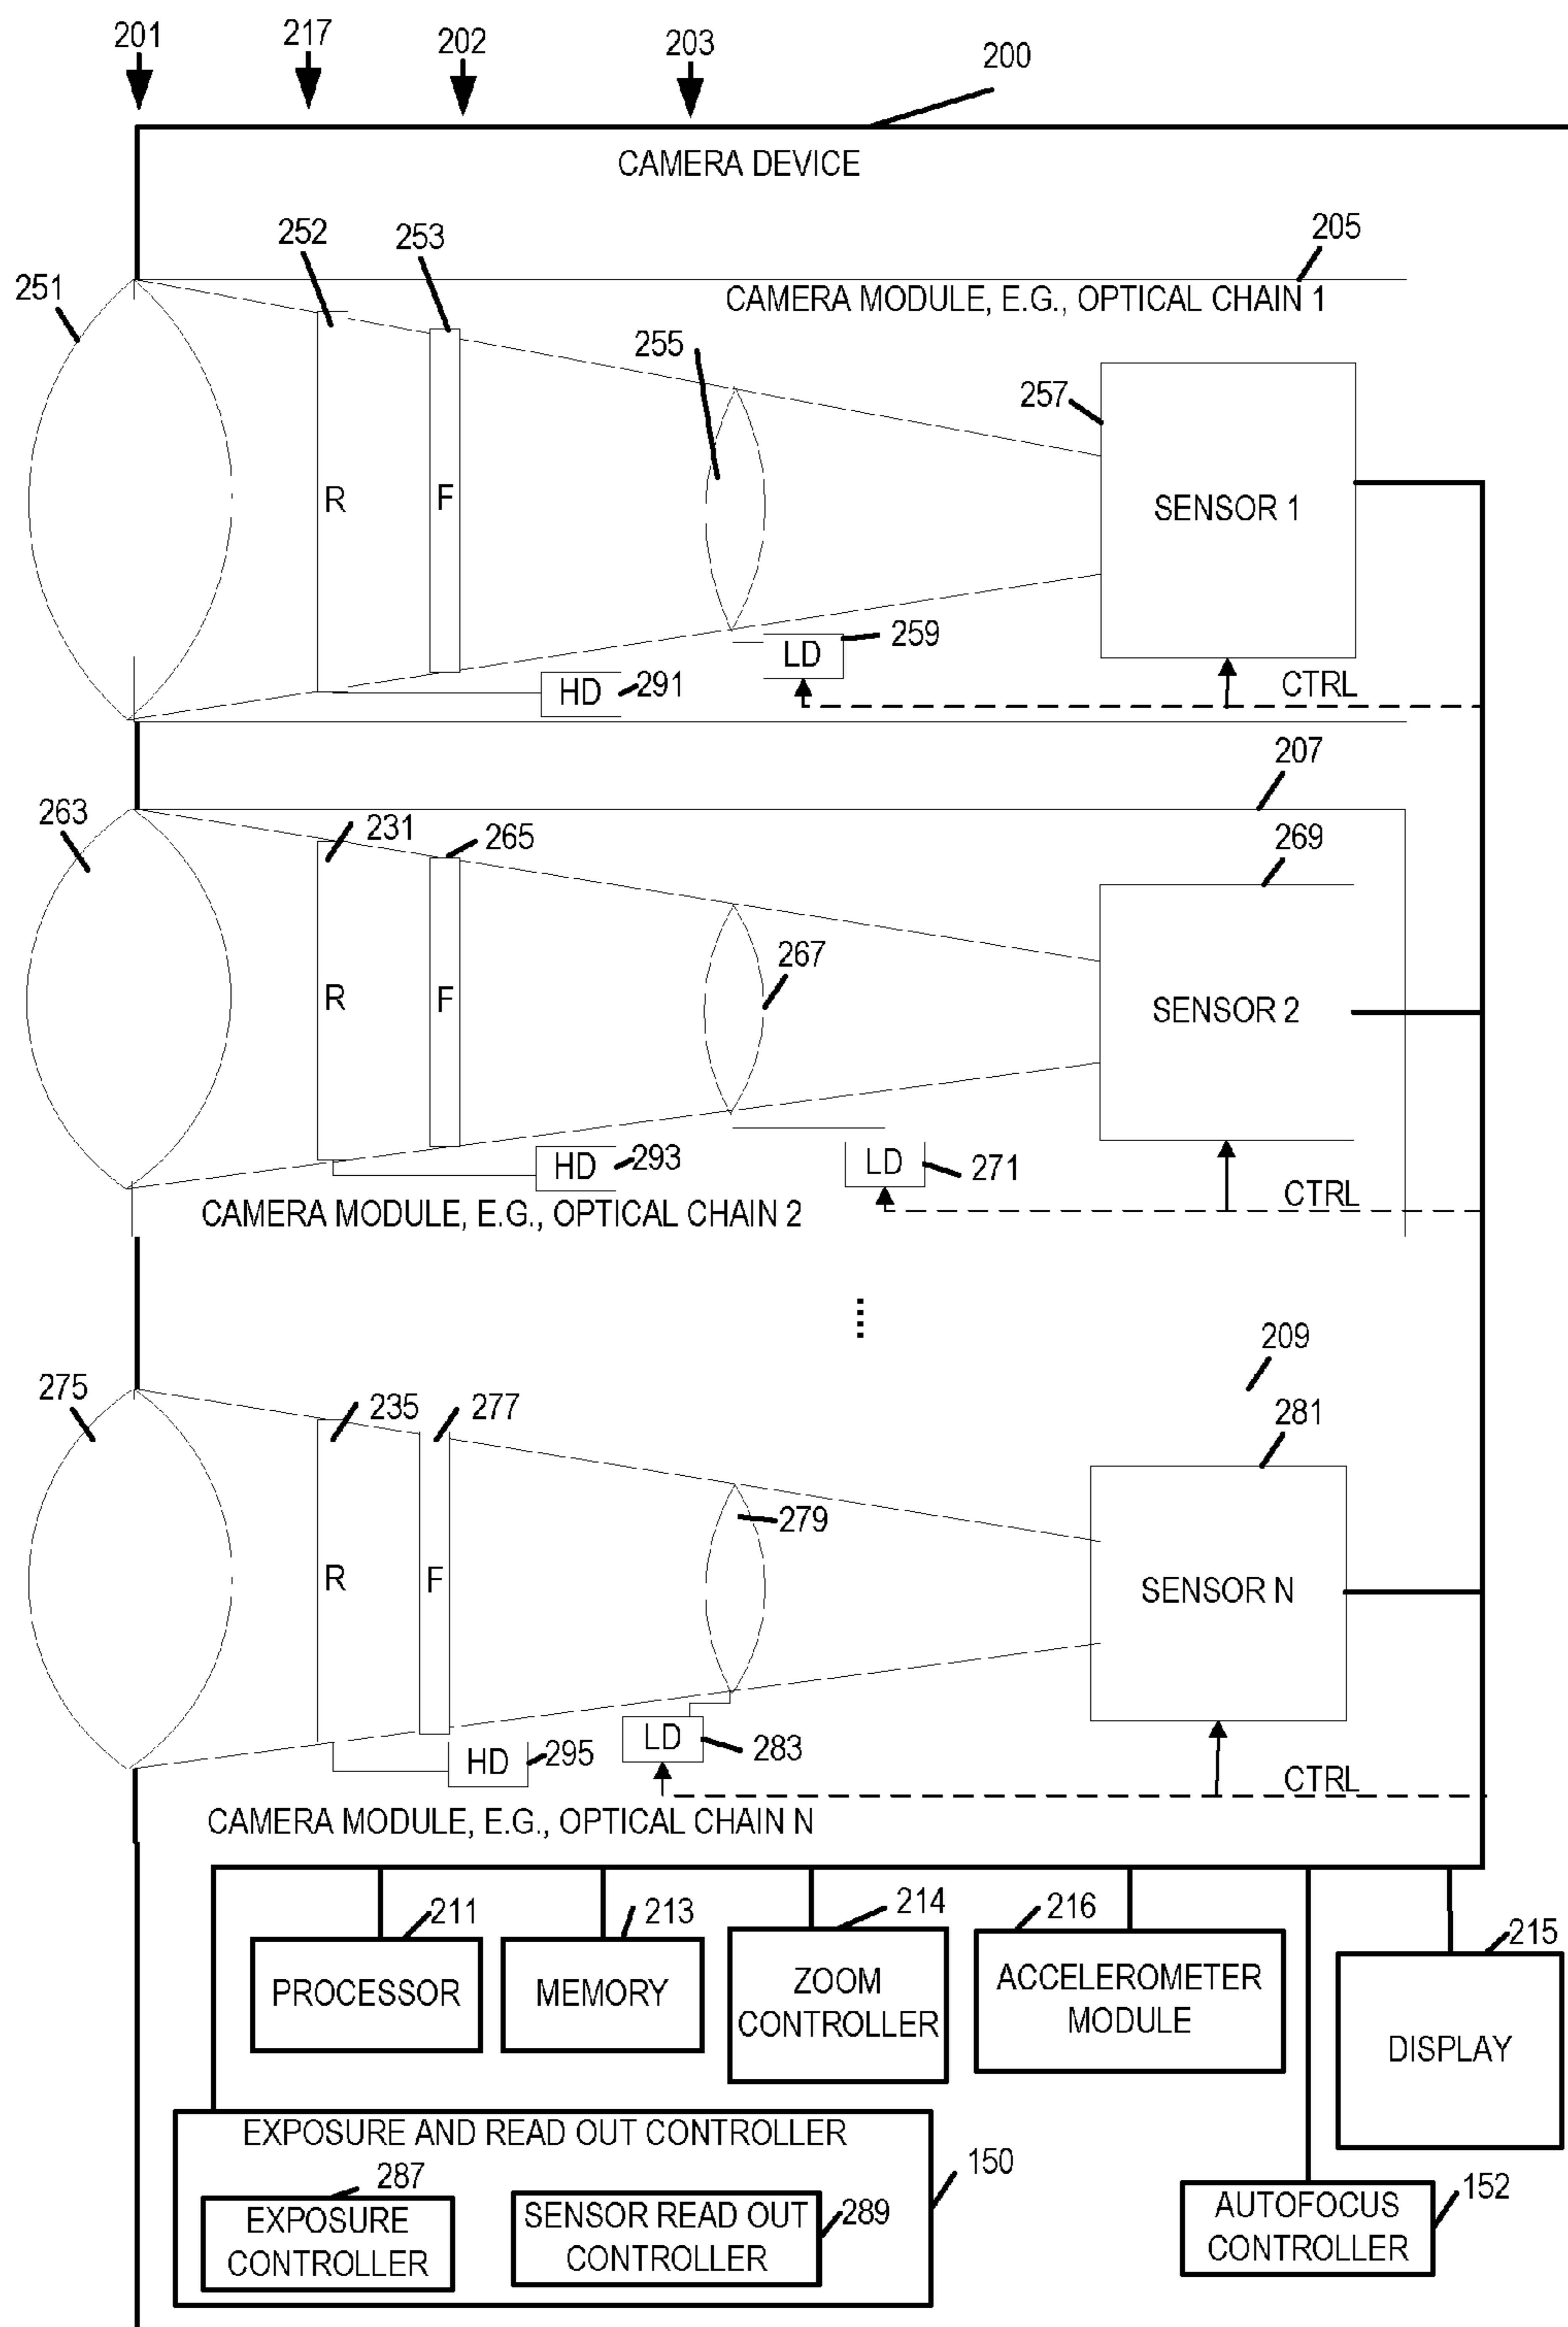 201
217
202
203
200
CAMERA DEVICE
252
253
205
251
CAMERA MODULE, E.G., OPTICAL CHAIN 1
255
257
R
F
SENSOR 1
259
LD
HD
291
CTRL
207
263
231
265
269
267
R
F
SENSOR 2
HD
293
LD
271
CTRL
CAMERA MODULE, E.G., OPTICAL CHAIN 2
209
275
235
277
281
279
R
F
SENSOR N
LD
283
HD
295
CTRL
CAMERA MODULE, E.G., OPTICAL CHAIN N
211
213
214
216
215
PROCESSOR
MEMORY
ZOOM
CONTROLLER
ACCELEROMETER
MODULE
DISPLAY
EXPOSURE AND READ OUT CONTROLLER
150
287
289
152
EXPOSURE
CONTROLLER
SENSOR READ OUT
CONTROLLER
AUTOFOCUS
CONTROLLER